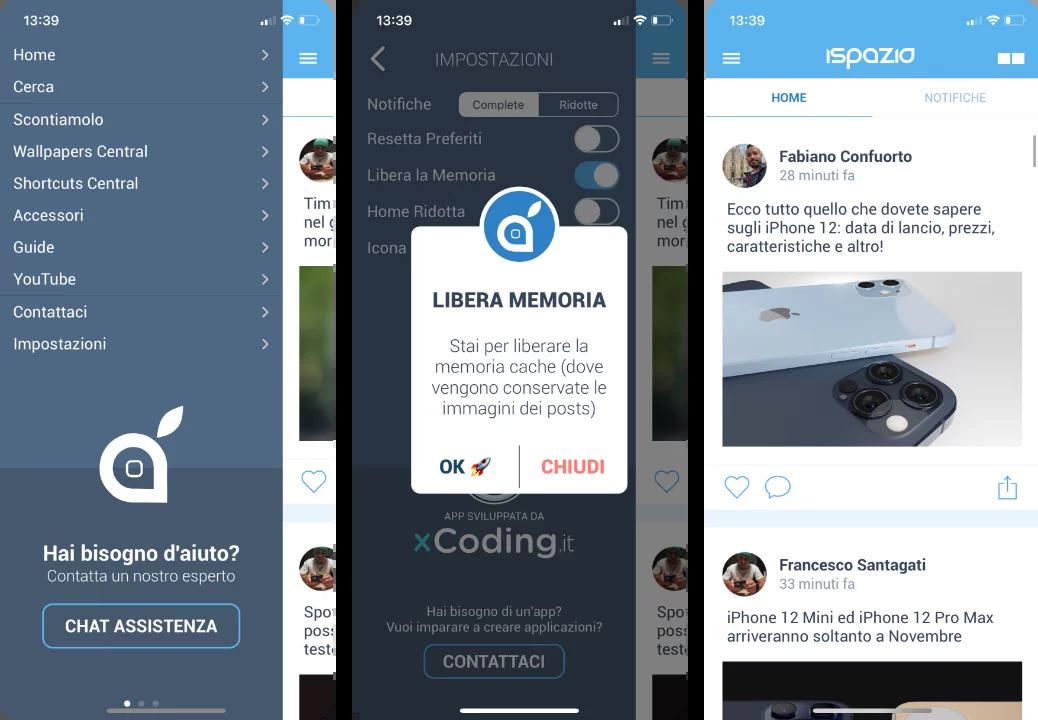 13:39
Home
Cerca
Scontiamolo
Wallpapers Central
Shortcuts Central
Accessori
Guide
YouTube
Contattaci
Impostazioni
Hai bisogno d'aiuto?
Contatta un nostro esperto
CHAT ASSISTENZA
13:39
IMPOSTAZIONI
Notifiche Complete Ridotte
Resetta Preferiti
Libera la Memoria
Home Ridotta
Icona
Tim
nel g
mor
LIBERA MEMORIA
Stai per liberare la
memoria cache (dove
vengono conservate le
immagini dei posts)
OK 🚀 CHIUDI
APP SVILUPPATA DA
xCoding.it
Hai bisogno di un'app?
Vuoi imparare a creare applicazioni?
CONTATTACI
Spo
poss
test
13:39
ispazio
HOME NOTIFICHE
Fabiano Confuorto
28 minuti fa
Ecco tutto quello che dovete sapere
sugli iPhone 12: data di lancio, prezzi,
caratteristiche e altro!
Francesco Santagati
33 minuti fa
iPhone 12 Mini ed iPhone 12 Pro Max
arriveranno soltanto a Novembre